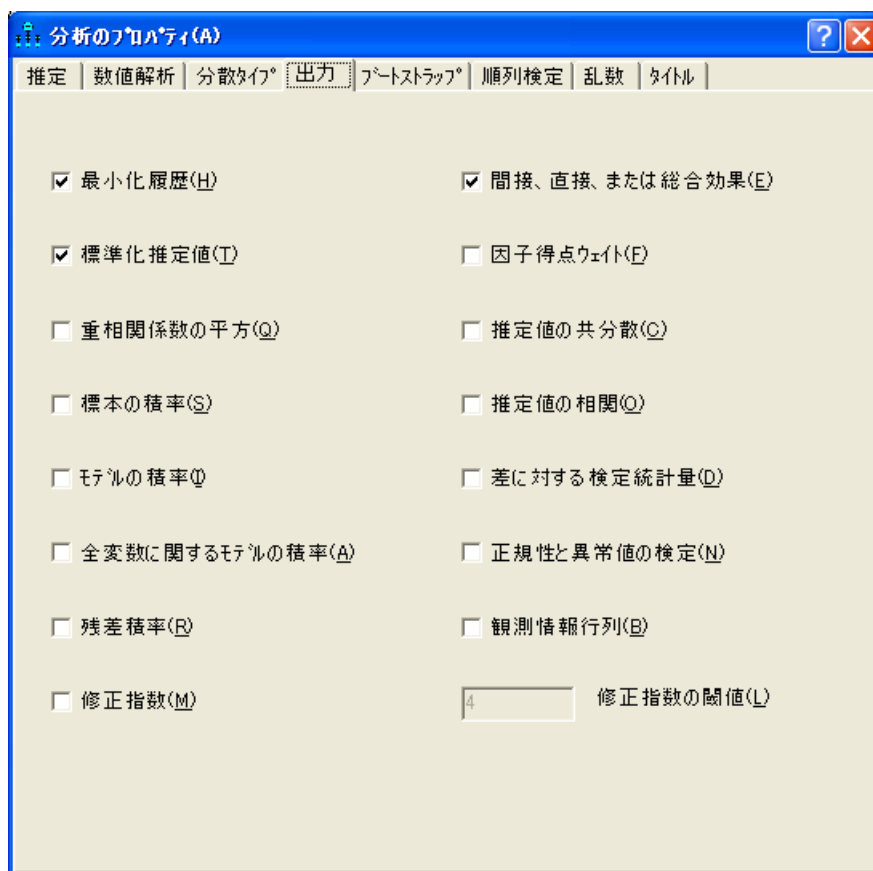 分析のﾌﾟﾛﾊﾟﾃｨ(A)
推定 数値解析 分散ﾀｲﾌﾟ 出力 ﾌﾞｰﾄｽﾄﾗｯﾌﾟ 順列検定 乱数 ﾀｲﾄﾙ
最小化履歴(H) 間接、直接、または総合効果(E)
標準化推定値(T) 因子得点ｳｪｲﾄ(F)
重相関係数の平方(Q) 推定値の共分散(C)
標本の積率(S) 推定値の相関(O)
ﾓﾃﾞﾙの積率(I) 差に対する検定統計量(D)
全変数に関するﾓﾃﾞﾙの積率(A) 正規性と異常値の検定(N)
残差積率(R) 観測情報行列(B)
修正指数(M) 4 修正指数の閾値(L)